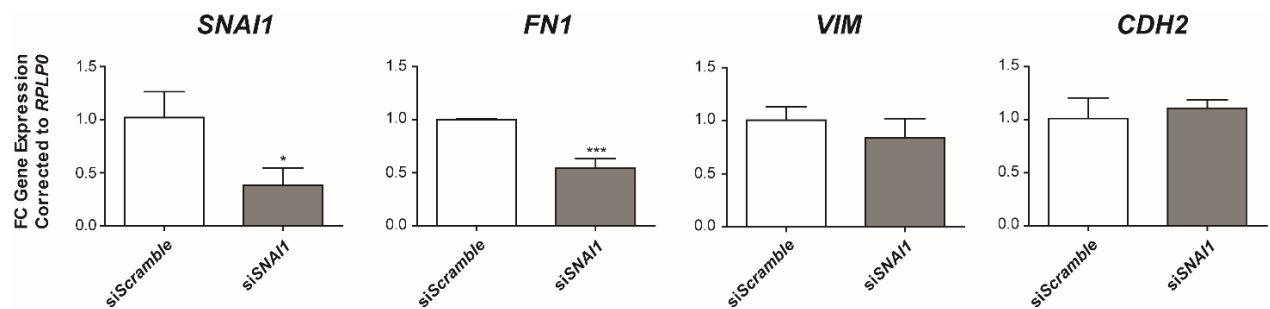 SNAI1
FN1
VIM
CDH2
FC Gene Expression
Corrected to RPLP0
1.5
1.0
0.5
0.0
*
siScramble
siSNAI1
1.5
1.0
0.5
0.0
***
siScramble
siSNAI1
1.5
1.0
0.5
0.0
siScramble
siSNAI1
1.5
1.0
0.5
0.0
siScramble
siSNAI1